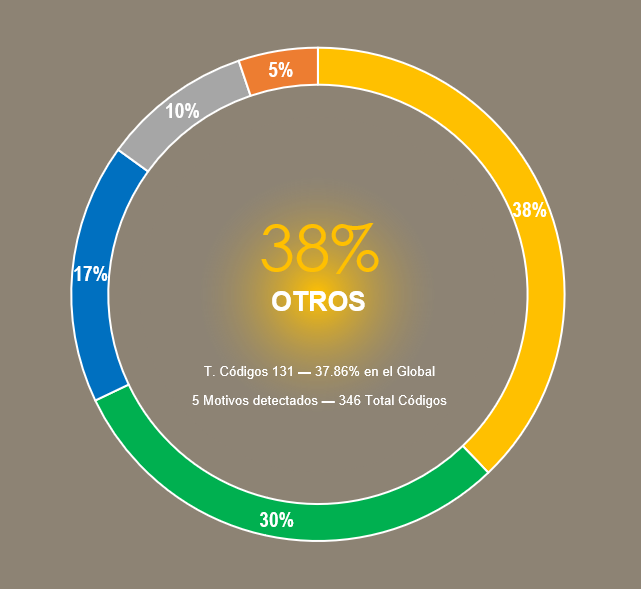 5%
10%
38%
38%
OTROS
17%
T. Códigos 131 — 37.86% en el Global
5 Motivos detectados — 346 Total Códigos
30%